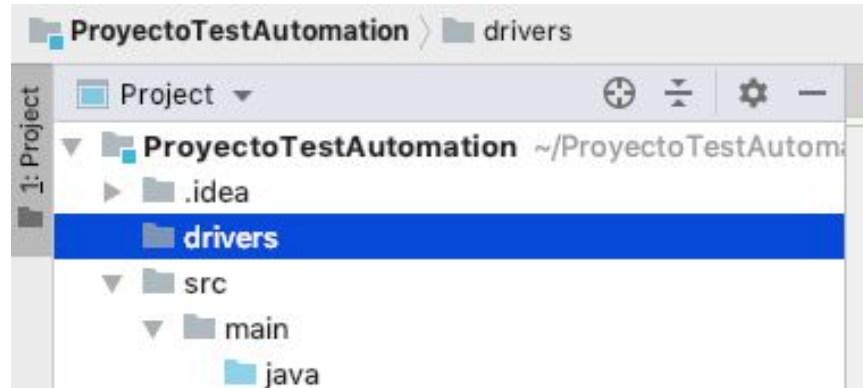 ProyectoTestAutomation 〉 drivers
1: Project
Project
ProyectoTestAutomation ~/ProyectoTestAutom
.idea
drivers
src
main
java